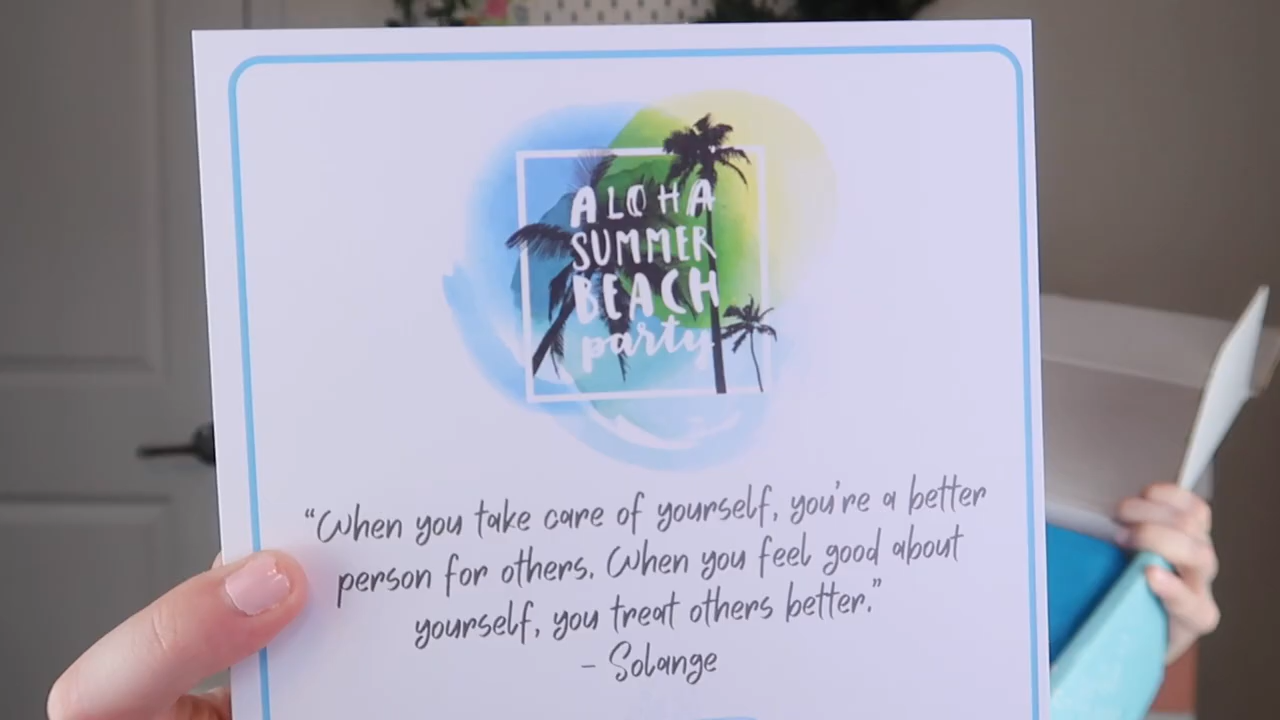 ALOHA
SUMMER
BEACH
party
“When you take care of yourself, you're a better
person for others. When you feel good about
yourself, you treat others better.”
- Solange